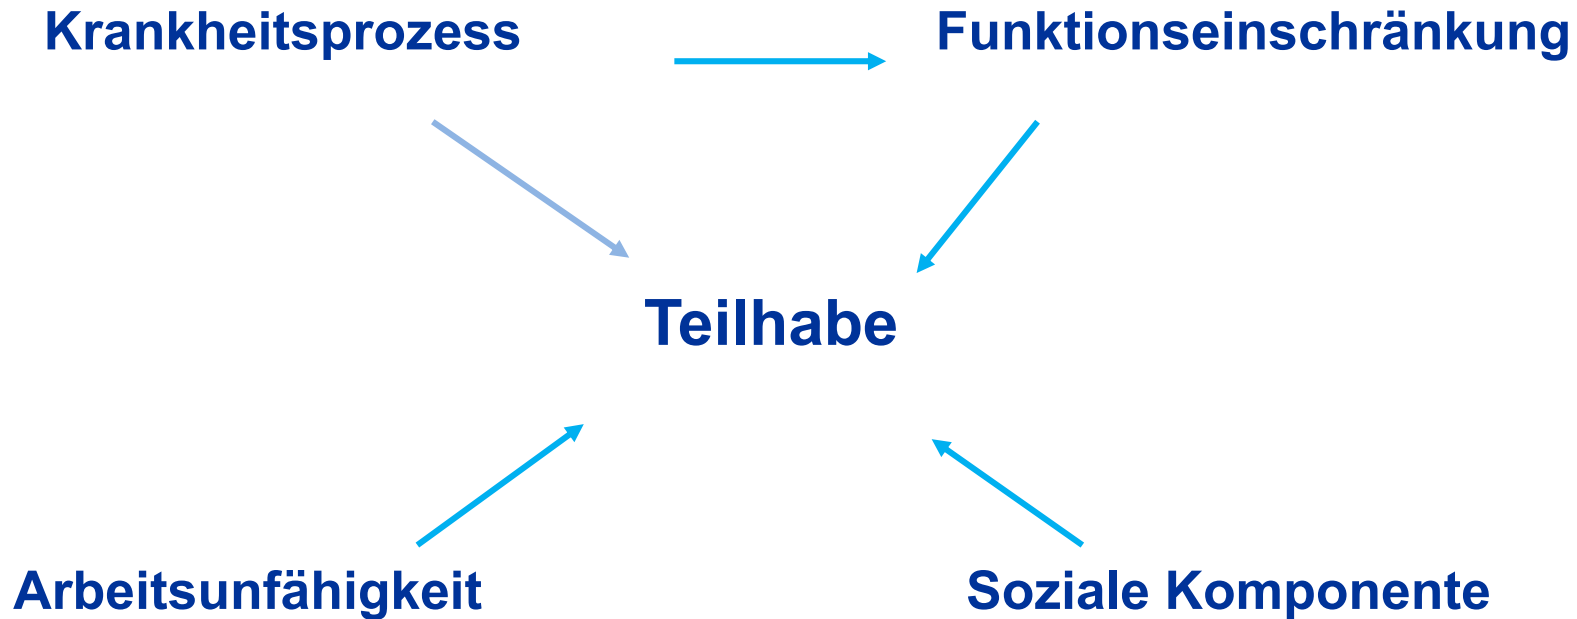 Krankheitsprozess
Funktionseinschränkung
Teilhabe
Arbeitsunfähigkeit
Soziale Komponente